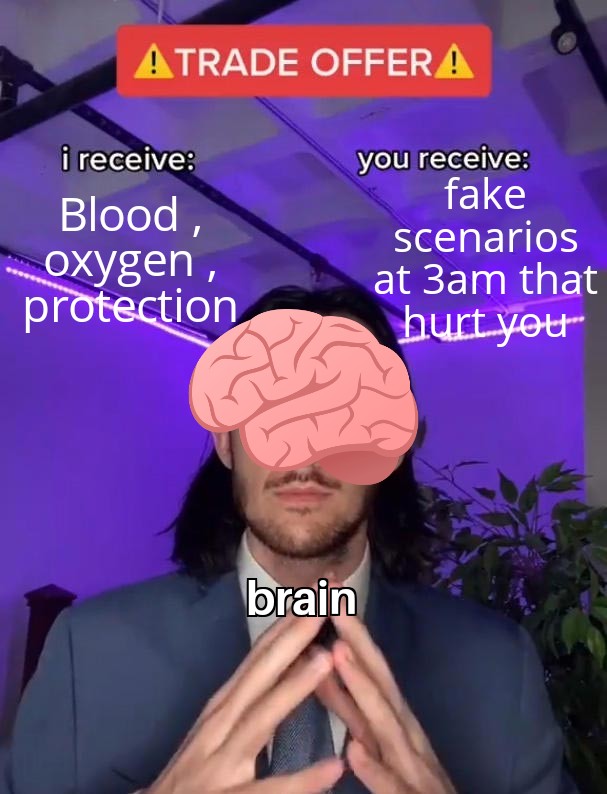 ⚠️TRADE OFFER⚠️
i receive:
you receive:
Blood ,
oxygen ,
protection
fake
scenarios
at 3am that
hurt you
brain